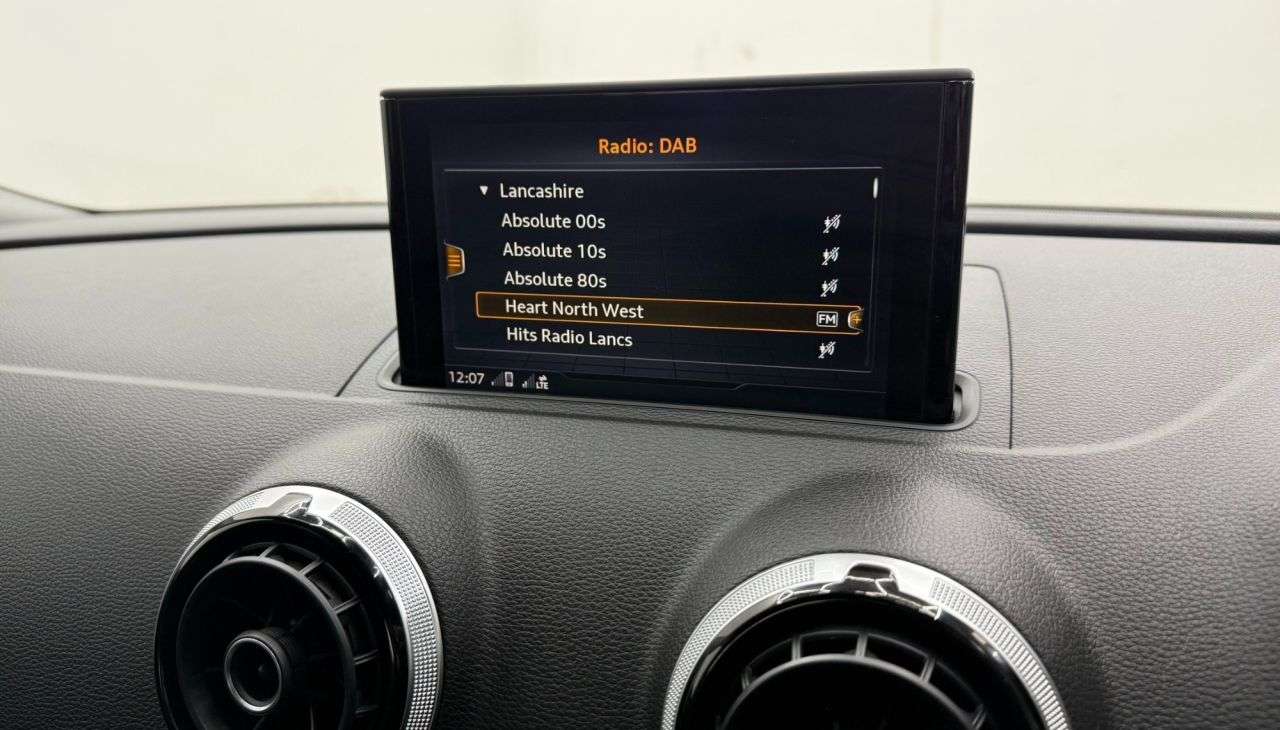 Radio: DAB
Lancashire
Absolute 00s
Absolute 10s
Absolute 80s
Heart North West FM
Hits Radio Lancs
12:07 LTE